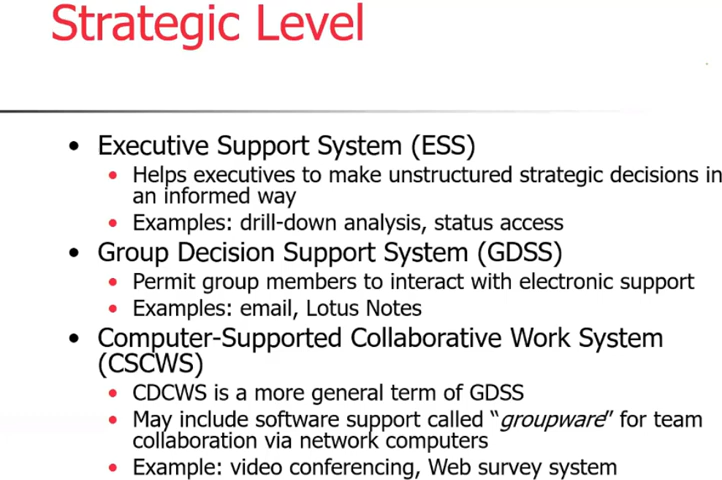 Strategic Level
• Executive Support System (ESS)
• Helps executives to make unstructured strategic decisions in
an informed way
• Examples: drill-down analysis, status access
• Group Decision Support System (GDSS)
• Permit group members to interact with electronic support
• Examples: email, Lotus Notes
• Computer-Supported Collaborative Work System
(CSCWS)
• CDCWS is a more general term of GDSS
• May include software support called “groupware” for team
collaboration via network computers
• Example: video conferencing, Web survey system